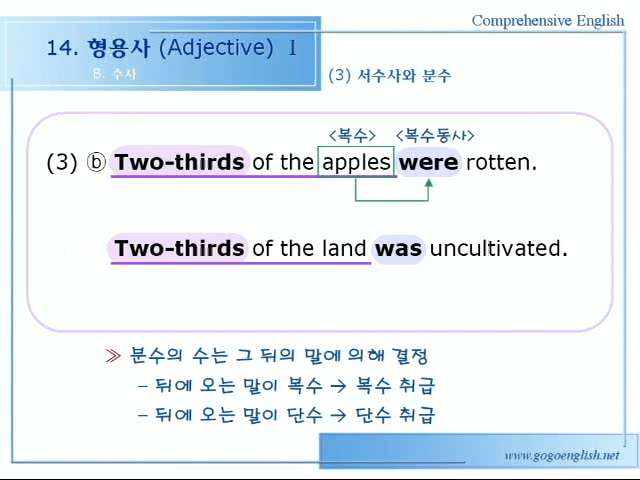 Comprehensive English
14. 형용사 (Adjective) Ⅰ
B. 수사
(3) 서수사와 분수
<복수> <복수동사>
(3) ⓑ Two-thirds of the apples were rotten.
Two-thirds of the land was uncultivated.
≫ 분수의 수는 그 뒤의 말에 의해 결정
– 뒤에 오는 말이 복수 → 복수 취급
– 뒤에 오는 말이 단수 → 단수 취급
www.gogoenglish.net